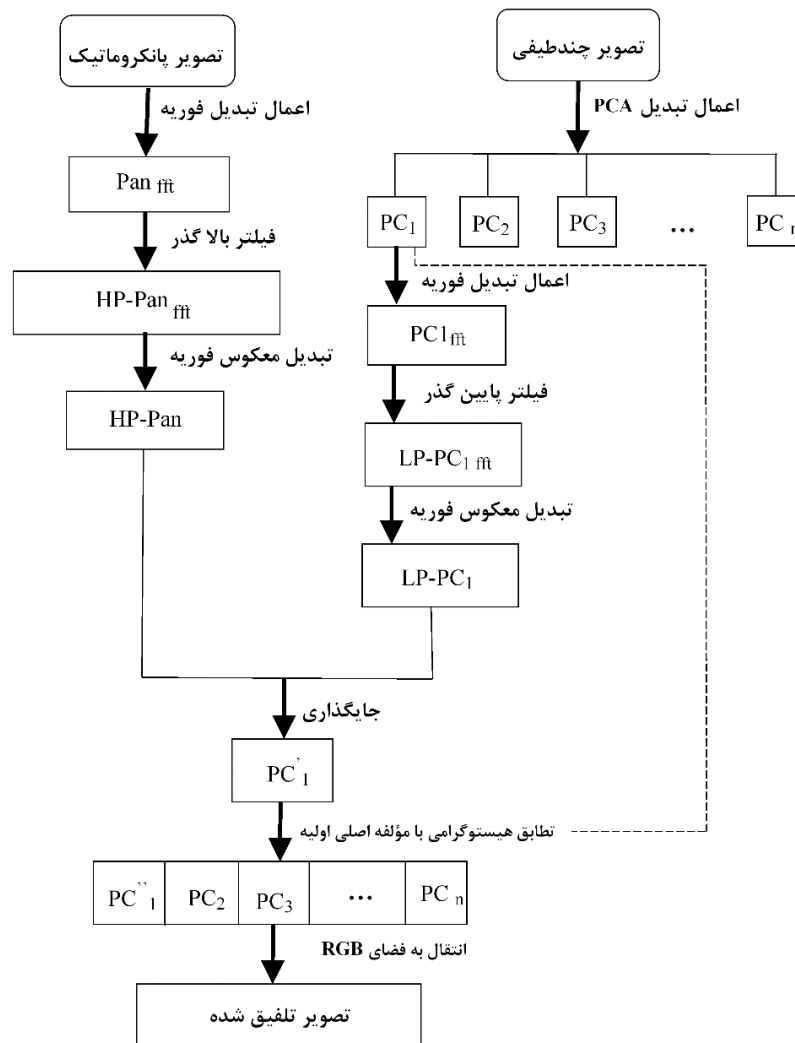 تصویر پانکروماتیک
اعمال تبدیل فوریه
Pan fft
فیلتر بالا گذر
HP-Pan fft
تبدیل معکوس فوریه
HP-Pan
تصویر چندطیفی
اعمال تبدیل PCA
PC1 PC2 PC3 ... PC n
اعمال تبدیل فوریه
PC1fft
فیلتر پایین گذر
LP-PC1 fft
تبدیل معکوس فوریه
LP-PC1
جایگذاری
PC'1
تطابق هیستوگرامی با مؤلفه اصلی اولیه
PC''1 PC2 PC3 ... PC n
انتقال به فضای RGB
تصویر تلفیق شده